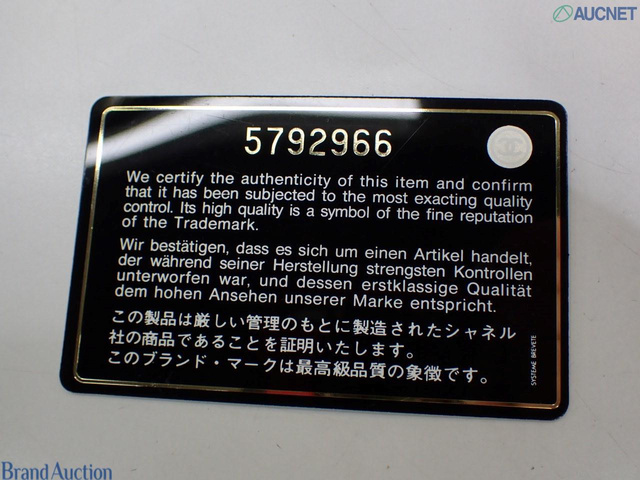 AUCNET
5792966
We certify the authenticity of this item and confirm
that it has been subjected to the most exacting quality
control. Its high quality is a symbol of the fine reputation
of the Trademark.
Wir bestätigen, dass es sich um einen Artikel handelt,
der während seiner Herstellung strengsten Kontrollen
unterworfen war, und dessen erstklassige Qualität
dem hohen Ansehen unserer Marke entspricht.
この製品は厳しい管理のもとに製造されたシャネル
社の商品であることを証明いたします。
このブランド・マークは最高級品質の象徴です。
SYSTEME BREVETE
Brand Auction